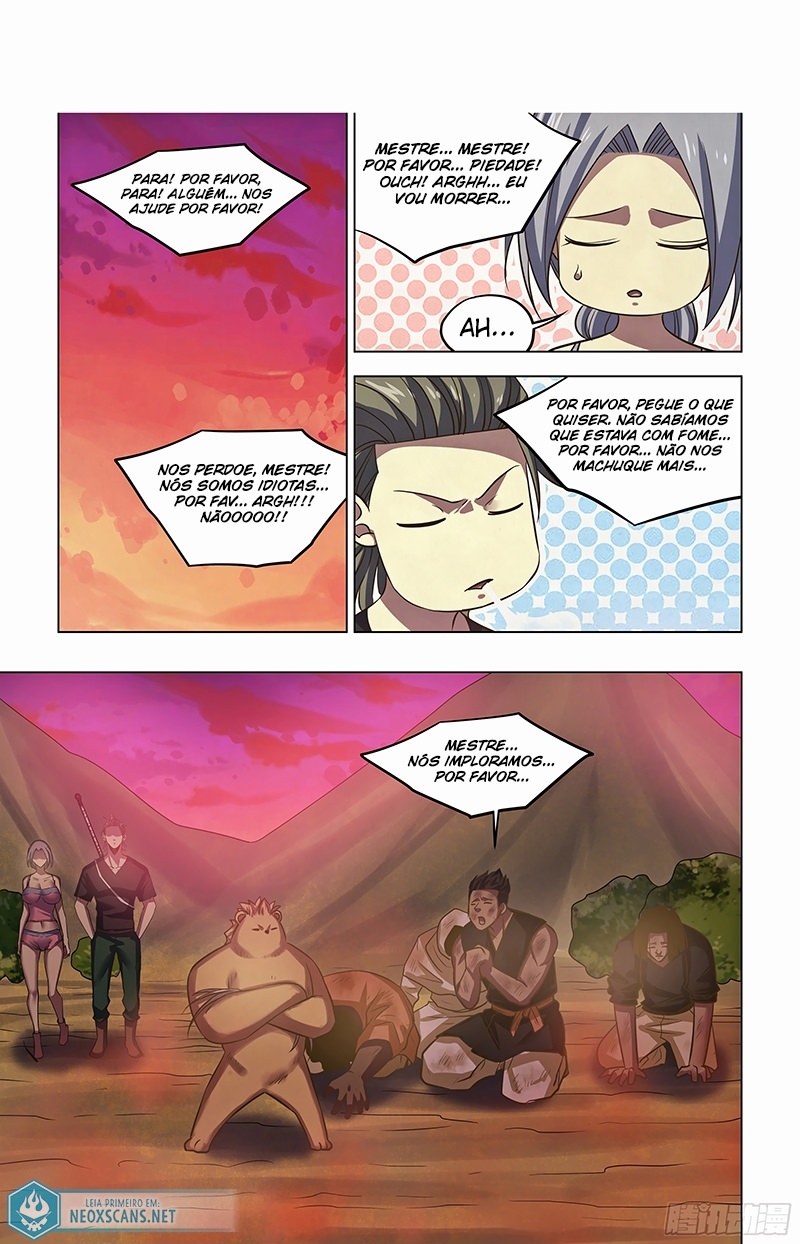 PARA! POR FAVOR,
PARA! ALGUÉM... NOS
AJUDE POR FAVOR!
MESTRE... MESTRE!
POR FAVOR... PIEDADE!
OUCH! ARGHH... EU
VOU MORRER...
AH...
NOS PERDOE, MESTRE!
NÓS SOMOS IDIOTAS...
POR FAV... ARGH!!!
NÃOOOOO!!
POR FAVOR, PEGUE O QUE
QUISER. NÃO SABÍAMOS
QUE ESTAVA COM FOME...
POR FAVOR... NÃO NOS
MACHUQUE MAIS...
MESTRE...
NÓS IMPLORAMOS...
POR FAVOR...
LEIA PRIMEIRO EM:
NEOXSCANS.NET
腾讯动漫